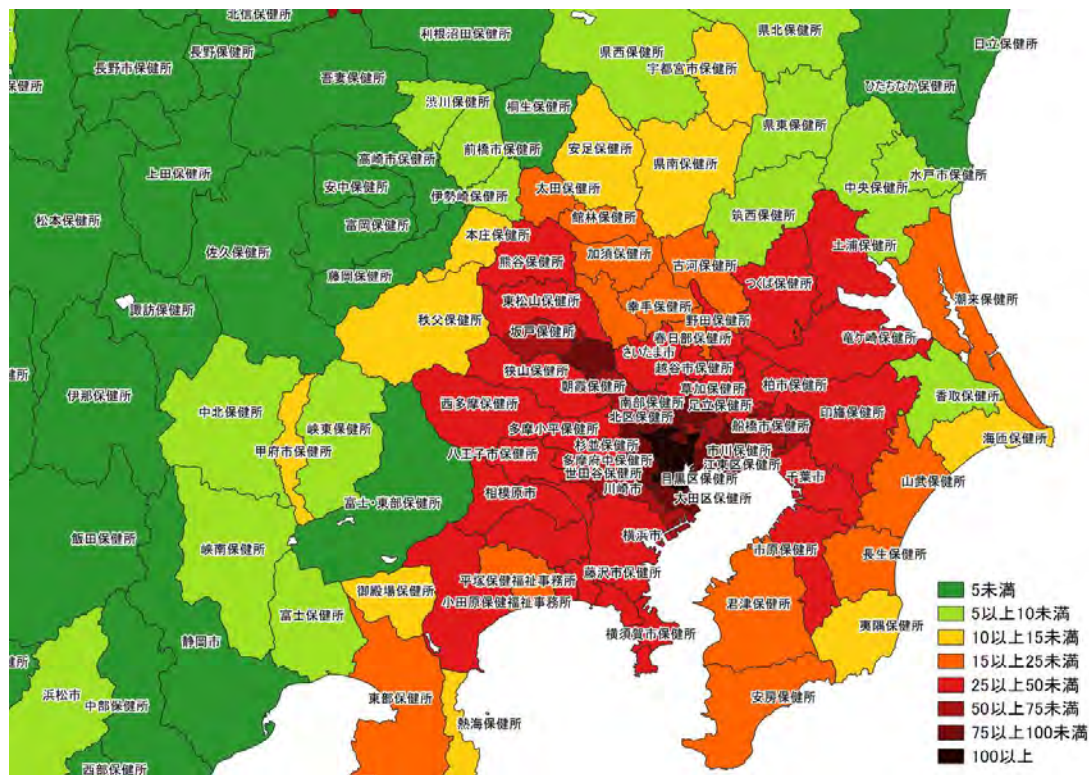 北信保健所
利根沼田保健所
県北保健所
日立保健所
県西保健所
長野保健所
長野市保健所
保健所
宇都宮市保健所
吾妻保健所
ひたちなか保健所
渋川保健所
桐生保健所
県東保健所
前橋市保健所
安足保健所
高崎市保健所
県南保健所
上田保健所
水戸市保健所
安中保健所
太田保健所
中央保健所
伊勢崎保健所
松本保健所
富岡保健所
館林保健所
筑西保健所
本庄保健所
佐久保健所
土浦保健所
加須保健所
熊谷保健所
古河保健所
藤岡保健所
つくば保健所
東松山保健所
潮来保健所
諏訪保健所
幸手保健所
秩父保健所
野田保健所
坂戸保健所
春日部保健所
竜ケ崎保健所
さいたま市
狭山保健所
越谷市保健所
健所
朝霞保健所
草加保健所
柏市保健所
伊那保健所
香取保健所
西多摩保健所
南部保健所
足立保健所
中北保健所
印旛保健所
北区保健所
峡東保健所
多摩小平保健所
船橋市保健所
海匝保健所
杉並保健所
甲府市保健所
八王子市保健所
市川保健所
多摩府中保健所
江東区保健所
世田谷保健所
目黒区保健所
千葉市
山武保健所
川崎市
相模原市
大田区保健所
富士・東部保健所
飯田保健所
横浜市
峡南保健所
市原保健所
長生保健所
藤沢市保健所
平塚保健福祉事務所
御殿場保健所
5未満
君津保健所
小田原保健福祉事務所
5以上10未満
富士保健所
夷隅保健所
横須賀市保健所
10以上15未満
静岡市
15以上25未満
健所
25以上50未満
浜松市
東部保健所
安房保健所
中部保健所
50以上75未満
熱海保健所
75以上100未満
100以上
西部保健所